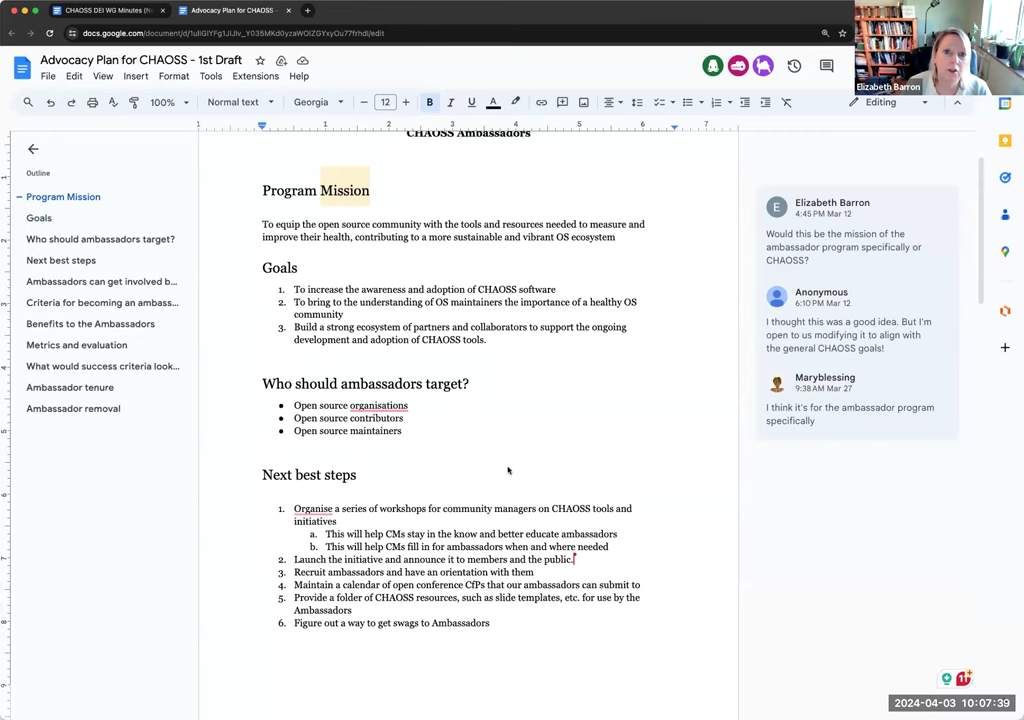 CHAOSS DEI WG Minutes (N
Advocacy Plan for CHAOSS -
docs.google.com/document/d/1uIlGIYFg1JIJlv_Y035MKd0yzaWOlZGYxyOu77frhdI/edit
Advocacy Plan for CHAOSS - 1st Draft
File Edit View Insert Format Tools Extensions Help
100% Normal text Georgia 12 B I U A Editing
Elizabeth Barron
1 1 2 3 4 5 6 7
CHAOSS Ambassadors
Outline
Program Mission
Goals
Who should ambassadors target?
Next best steps
Ambassadors can get involved b...
Criteria for becoming an ambass...
Benefits to the Ambassadors
Metrics and evaluation
What would success criteria look...
Ambassador tenure
Ambassador removal
Program Mission
To equip the open source community with the tools and resources needed to measure and
improve their health, contributing to a more sustainable and vibrant OS ecosystem
Goals
1. To increase the awareness and adoption of CHAOSS software
2. To bring to the understanding of OS maintainers the importance of a healthy OS
community
3. Build a strong ecosystem of partners and collaborators to support the ongoing
development and adoption of CHAOSS tools.
Who should ambassadors target?
• Open source organisations
• Open source contributors
• Open source maintainers
Next best steps
1. Organise a series of workshops for community managers on CHAOSS tools and
initiatives
a. This will help CMs stay in the know and better educate ambassadors
b. This will help CMs fill in for ambassadors when and where needed
2. Launch the initiative and announce it to members and the public.
3. Recruit ambassadors and have an orientation with them
4. Maintain a calendar of open conference CfPs that our ambassadors can submit to
5. Provide a folder of CHAOSS resources, such as slide templates, etc. for use by the
Ambassadors
6. Figure out a way to get swags to Ambassadors
E
Elizabeth Barron
4:45 PM Mar 12
Would this be the mission of the
ambassador program specifically or
CHAOSS?
Anonymous
6:10 PM Mar 12
I thought this was a good idea. But I'm
open to us modifying it to align with
the general CHAOSS goals!
Maryblessing
9:38 AM Mar 27
I think it's for the ambassador program
specifically
2024-04-03 10:07:39